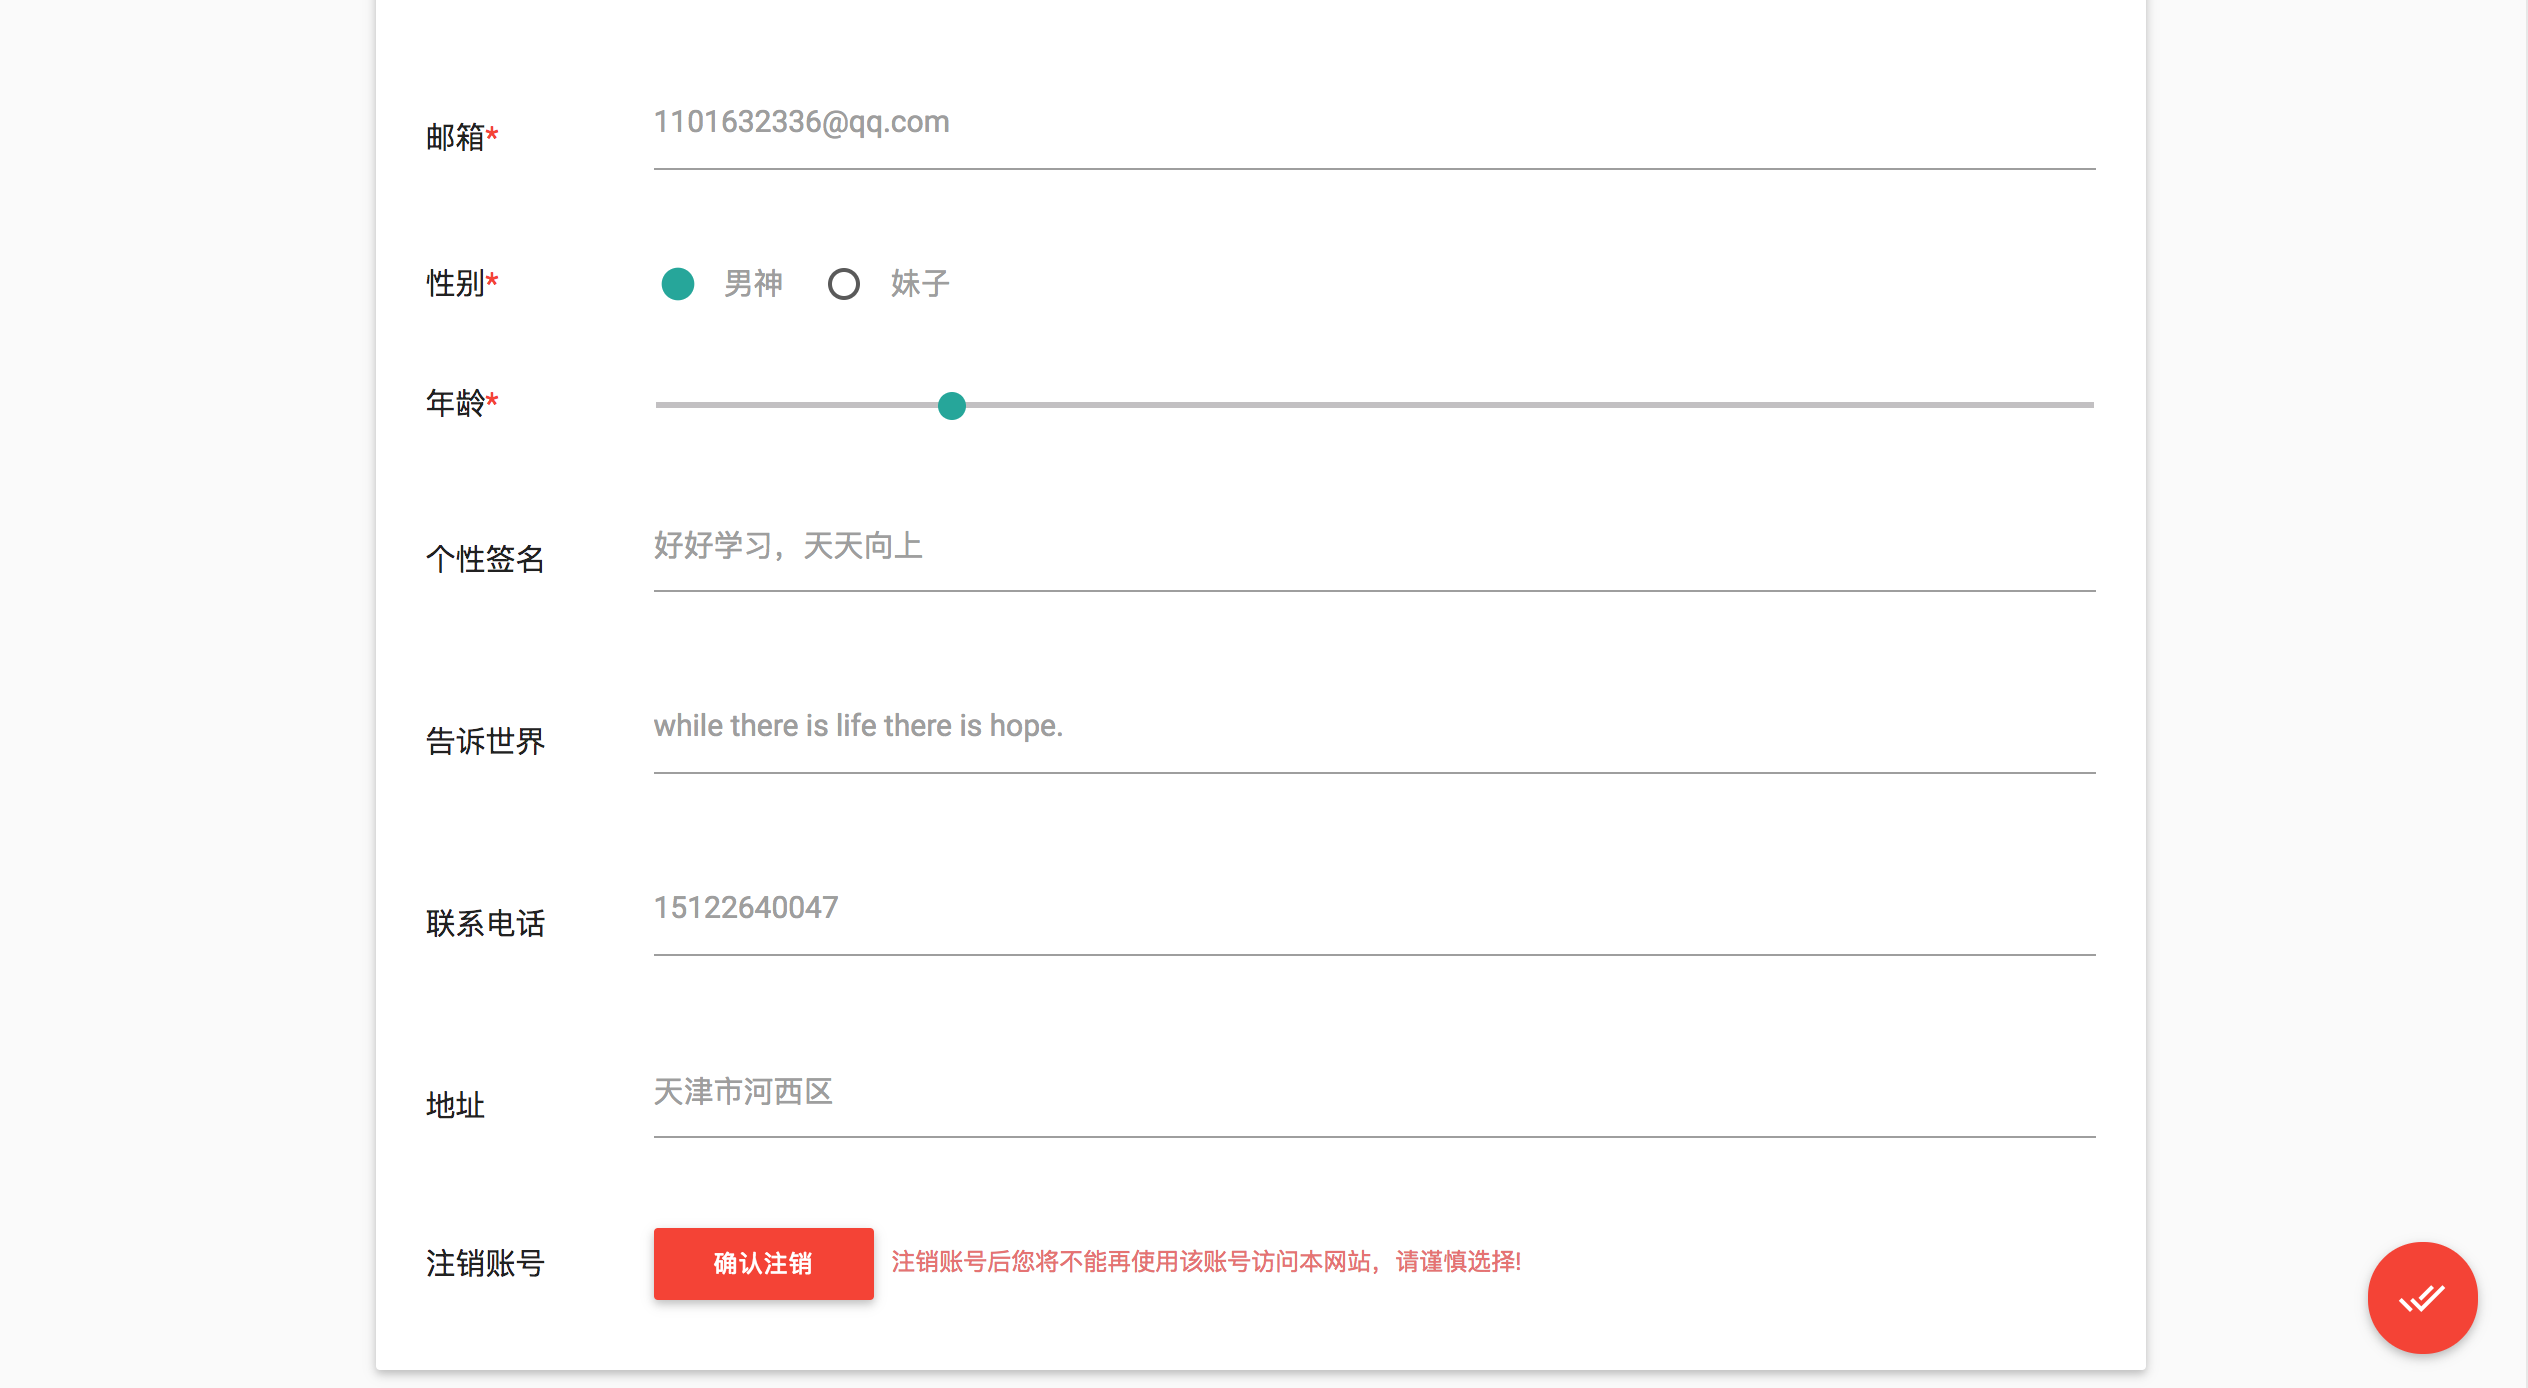 邮箱* 1101632336@qq.com
性别* 男神 妹子
年龄*
个性签名 好好学习，天天向上
告诉世界 while there is life there is hope.
联系电话 15122640047
地址 天津市河西区
注销账号 确认注销 注销账号后您将不能再使用该账号访问本网站，请谨慎选择!